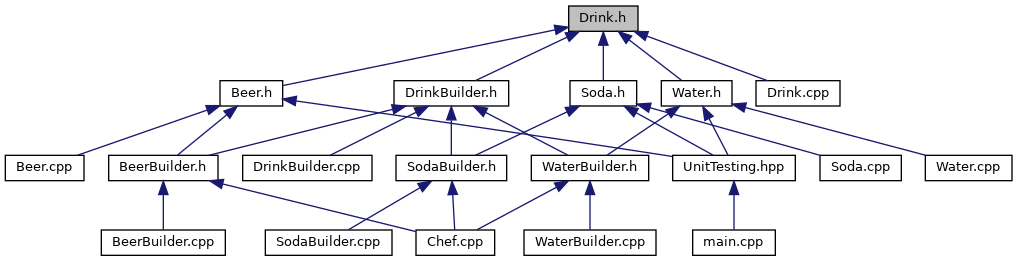 Drink.h
Beer.h
DrinkBuilder.h
Soda.h
Water.h
Drink.cpp
Beer.cpp
BeerBuilder.h
DrinkBuilder.cpp
SodaBuilder.h
WaterBuilder.h
UnitTesting.hpp
Soda.cpp
Water.cpp
BeerBuilder.cpp
SodaBuilder.cpp
Chef.cpp
WaterBuilder.cpp
main.cpp